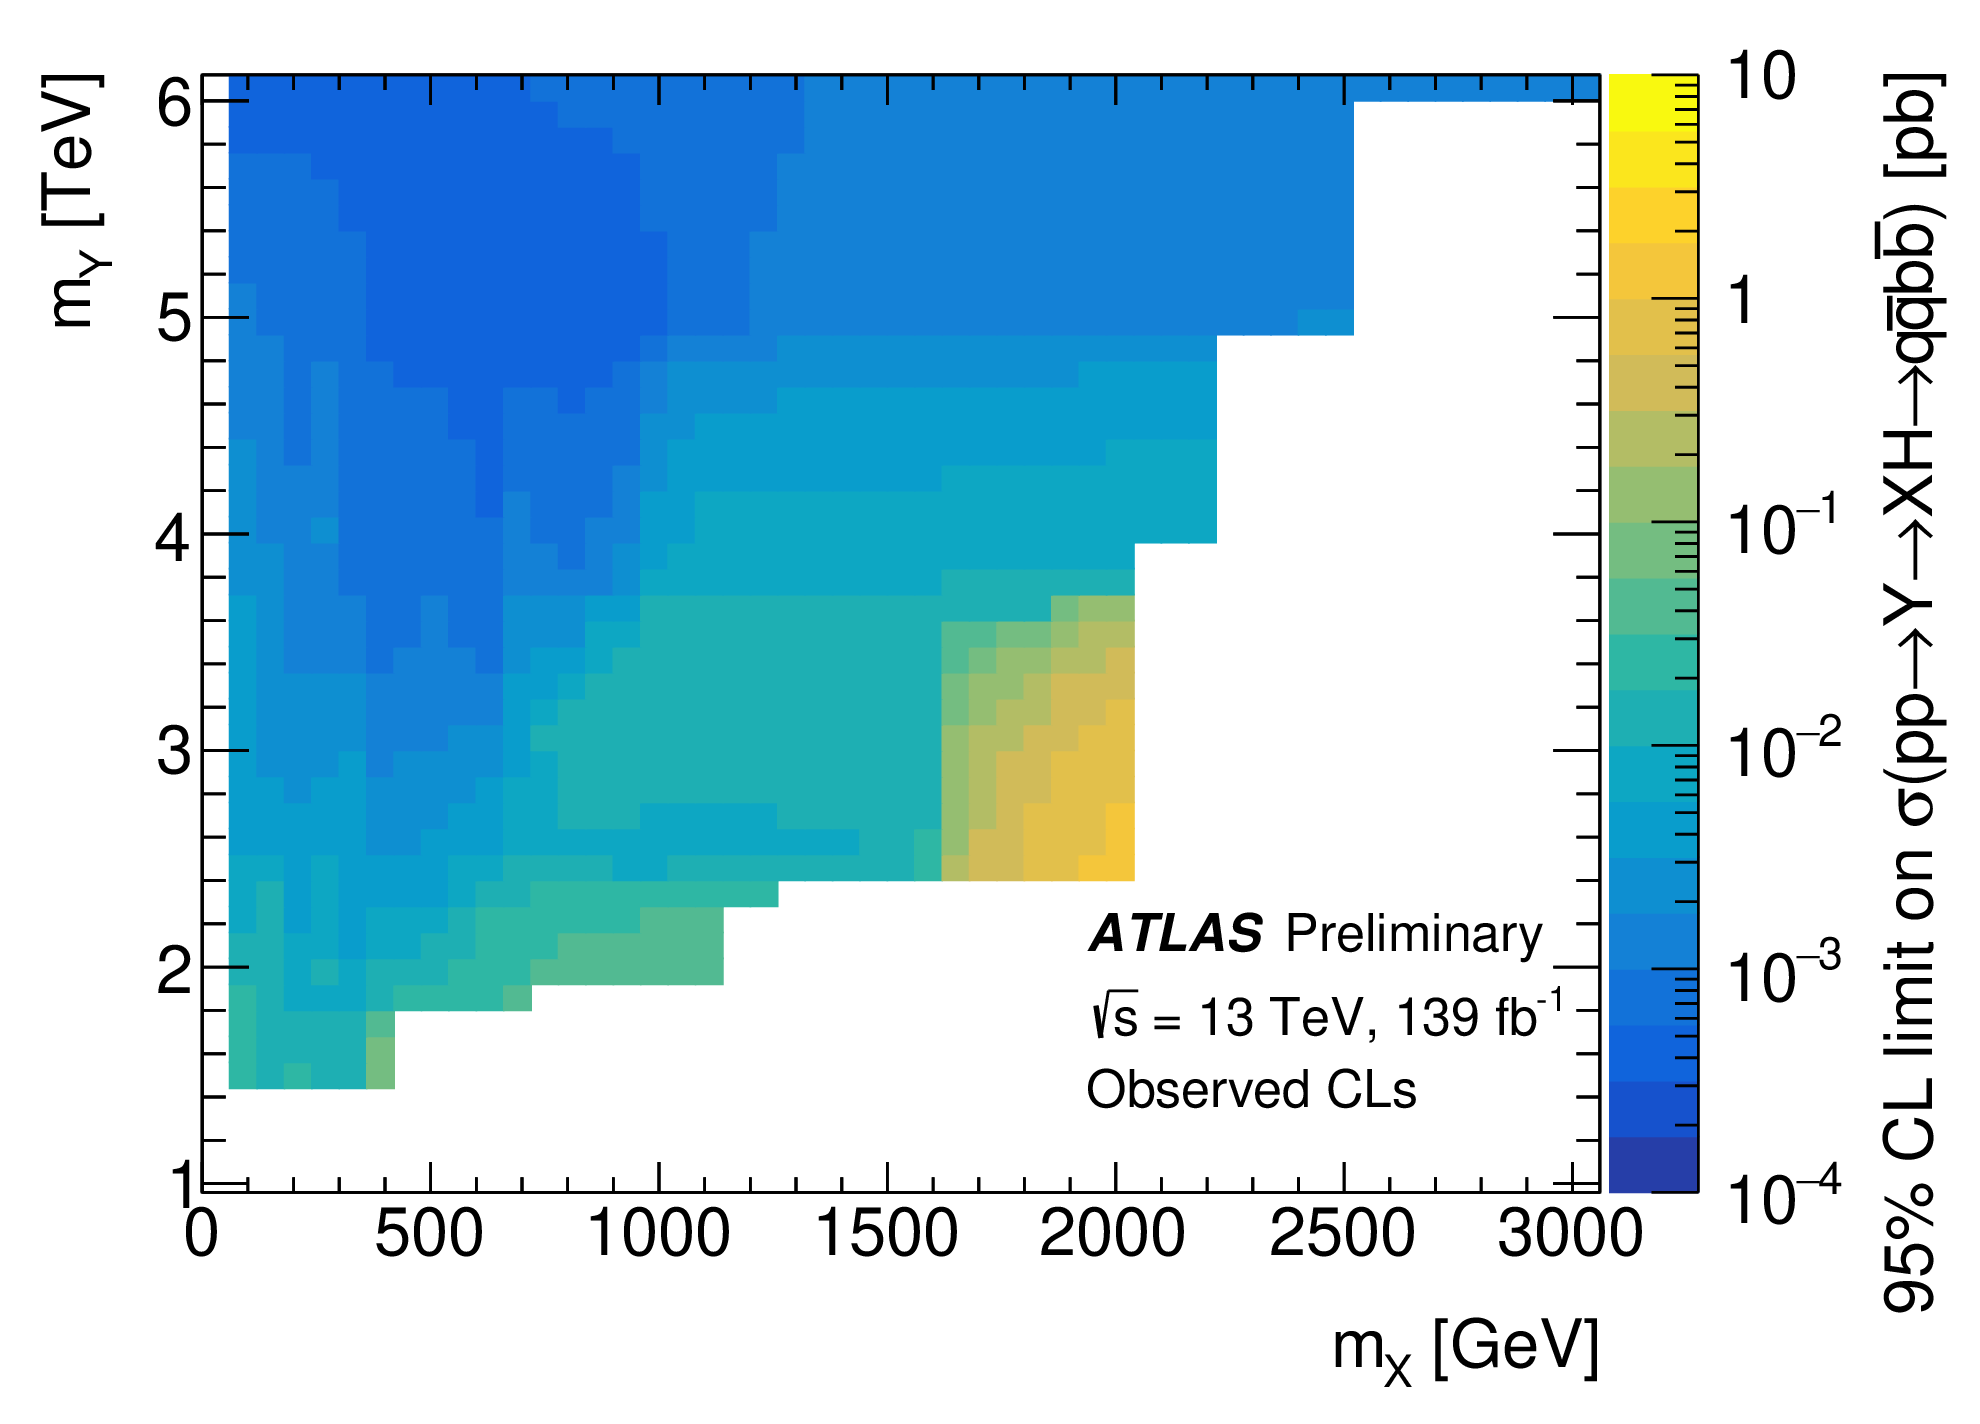 m_Y [TeV]
6
5
4
3
2
1
0 500 1000 1500 2000 2500 3000
m_X [GeV]
ATLAS Preliminary
√s = 13 TeV, 139 fb⁻¹
Observed CLs
10
1
10⁻¹
10⁻²
10⁻³
10⁻⁴
95% CL limit on σ(pp→Y→XH→qq̄bb̄) [pb]